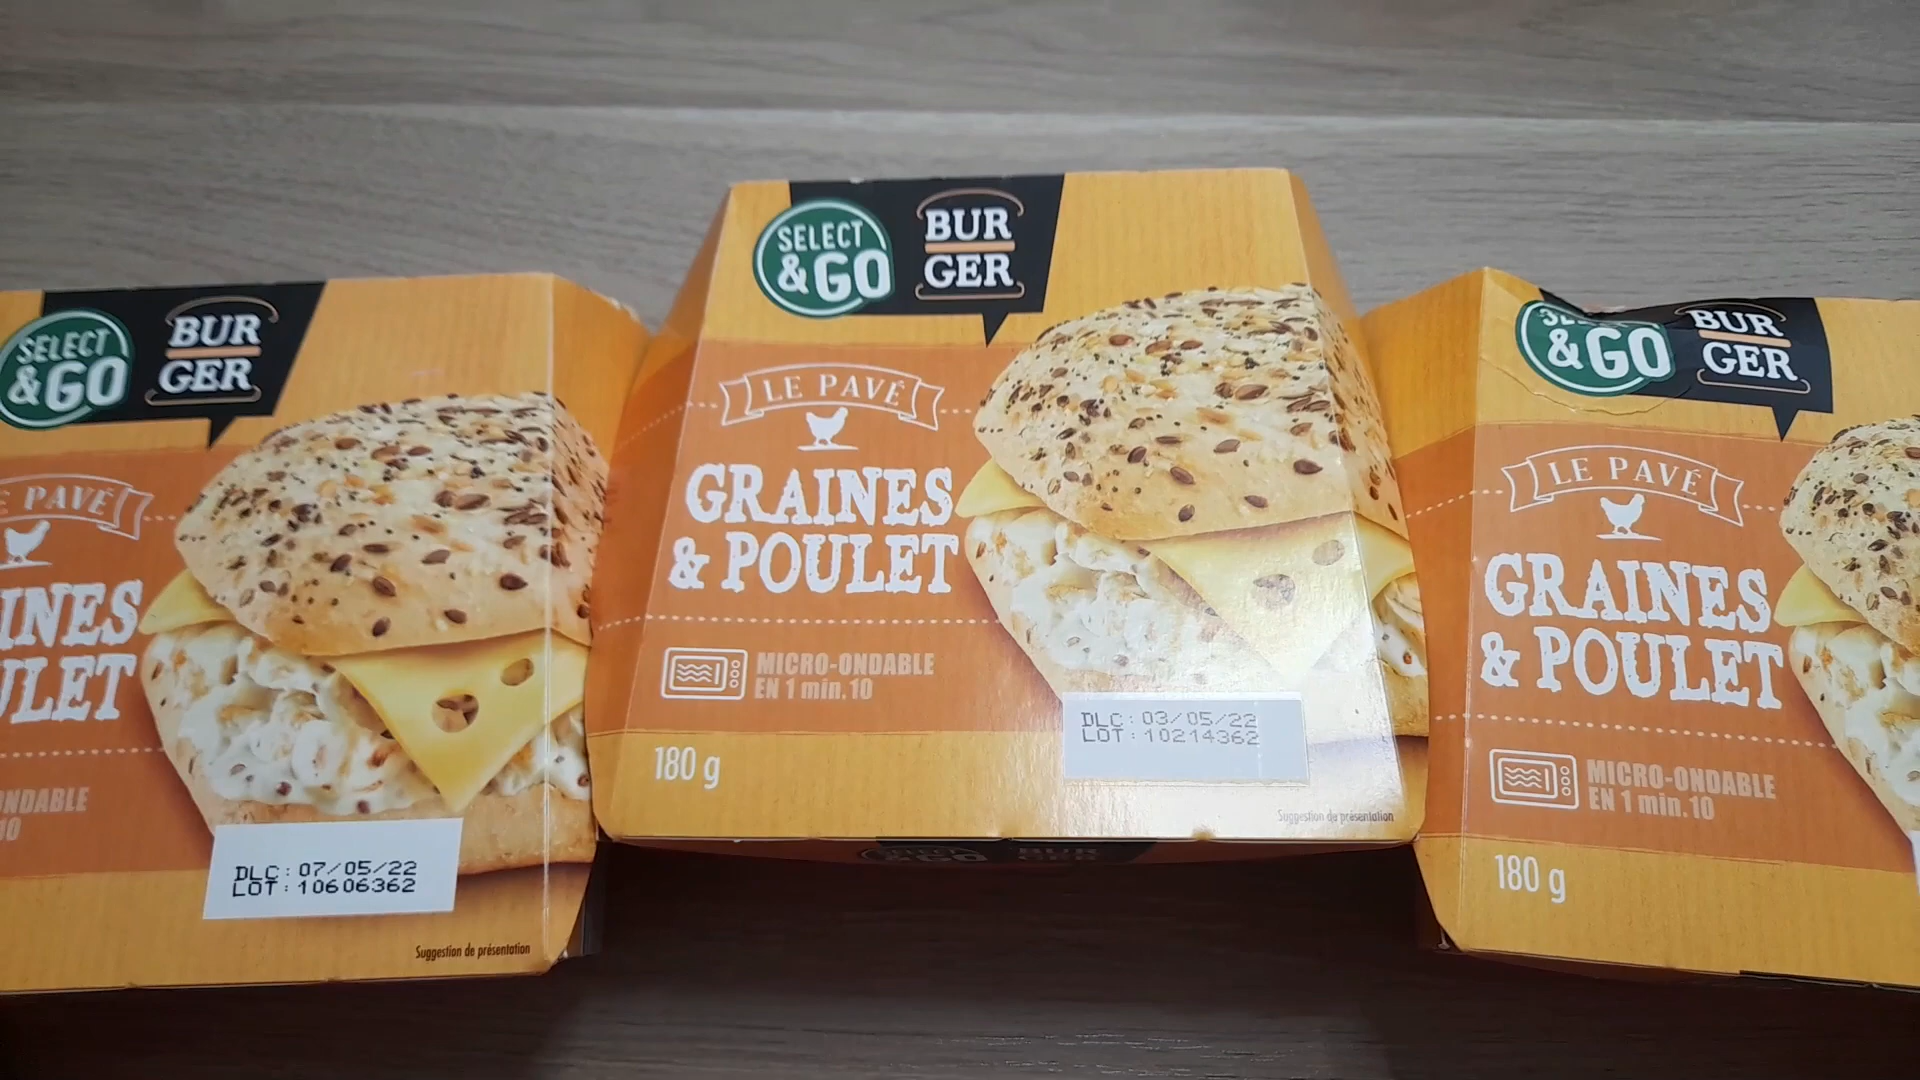 SELECT
&GO
BUR
GER
PAVÉ
INES
ULET
NDABLE
10
DLC: 07/05/22
LOT: 10606362
Suggestion de présentation
SELECT
&GO
BUR
GER
LE PAVÉ
GRAINES
& POULET
MICRO-ONDABLE
EN 1 min. 10
180 g
DLC: 03/05/22
LOT: 10214362
Suggestion de présentation
&GO
BUR
GER
LE PAVÉ
GRAINES
& POULET
MICRO-ONDABLE
EN 1 min. 10
180 g